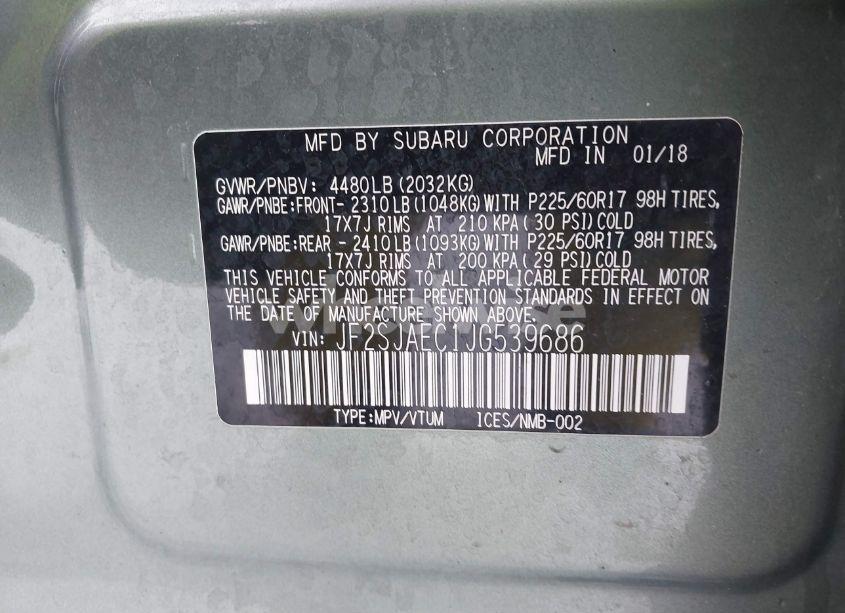 MFD BY SUBARU CORPORATION
MFD IN 01/18
GVWR/PNBV: 4480LB (2032KG)
GAWR/PNBE:FRONT- 2310LB (1048KG) WITH P225/60R17 98H TIRES,
17X7J RIMS AT 210 KPA ( 30 PSI) COLD
GAWR/PNBE:REAR - 2410LB (1093KG) WITH P225/60R17 98H TIRES,
17X7J RIMS AT 200 KPA ( 29 PSI) COLD
THIS VEHICLE CONFORMS TO ALL APPLICABLE FEDERAL MOTOR
VEHICLE SAFETY AND THEFT PREVENTION STANDARDS IN EFFECT ON
THE DATE OF MANUFACTURE SHOWN ABOVE.
VIN: JF2SJAEC1JG539686
TYPE:MPV/VTUM ICES/NMB-002